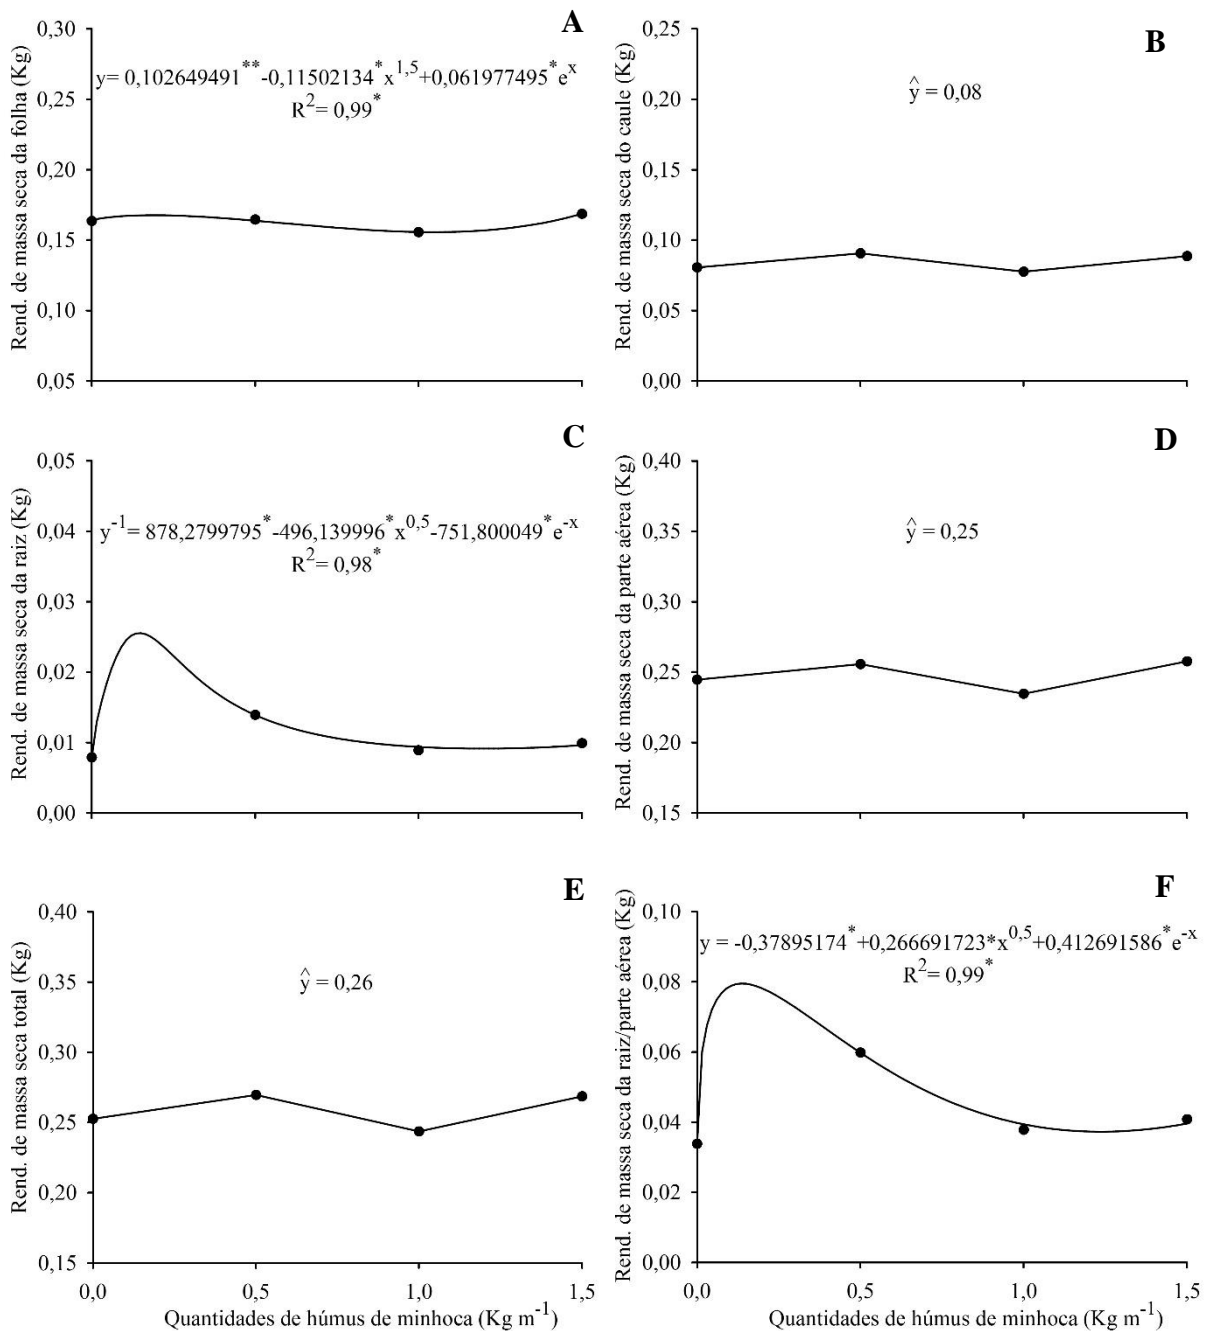 A
Rend. de massa seca da folha (Kg)
0,30
0,25
0,20
0,15
0,10
0,05
y= 0,102649491**-0,11502134*x^1,5+0,061977495*e^x
R^2= 0,99*
B
Rend. de massa seca do caule (Kg)
0,25
0,20
0,15
0,10
0,05
0,00
ŷ = 0,08
C
Rend. de massa seca da raiz (Kg)
0,05
0,04
0,03
0,02
0,01
0,00
y^-1= 878,2799795*-496,139996*x^0,5-751,800049*e^-x
R^2= 0,98*
D
Rend. de massa seca da parte aérea (Kg)
0,40
0,35
0,30
0,25
0,20
0,15
ŷ = 0,25
E
Rend. de massa seca total (Kg)
0,40
0,35
0,30
0,25
0,20
0,15
ŷ = 0,26
0,0 0,5 1,0 1,5
Quantidades de húmus de minhoca (Kg m^-1)
F
Rend. de massa seca da raiz/parte aérea (Kg)
0,10
0,08
0,06
0,04
0,02
0,00
y = -0,37895174*+0,266691723*x^0,5+0,412691586*e^-x
R^2= 0,99*
0,0 0,5 1,0 1,5
Quantidades de húmus de minhoca (Kg m^-1)